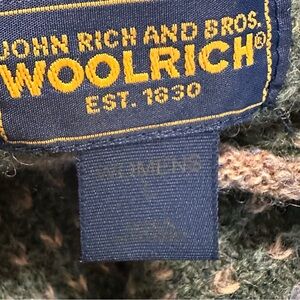 JOHN RICH AND BROS.
WOOLRICH®
EST. 1830
WOMENS